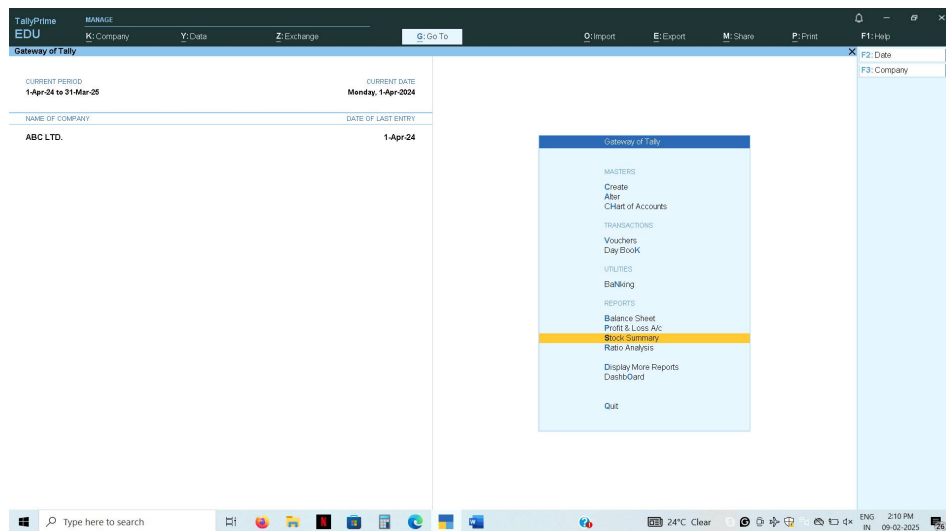 TallyPrime
EDU
MANAGE
K: Company
Y: Data
Z: Exchange
G: Go To
O: Import
E: Export
M: Share
P: Print
F1: Help
Gateway of Tally
F2: Date
F3: Company
CURRENT PERIOD
CURRENT DATE
1-Apr-24 to 31-Mar-25
Monday, 1-Apr-2024
NAME OF COMPANY
DATE OF LAST ENTRY
ABC LTD.
1-Apr-24
Gateway of Tally
MASTERS
Create
Alter
CHart of Accounts
TRANSACTIONS
Vouchers
Day BooK
UTILITIES
BaNking
REPORTS
Balance Sheet
Profit & Loss A/c
Stock Summary
Ratio Analysis
Display More Reports
DashbOard
Quit
Type here to search
24°C Clear
ENG
IN
2:10 PM
09-02-2025
26